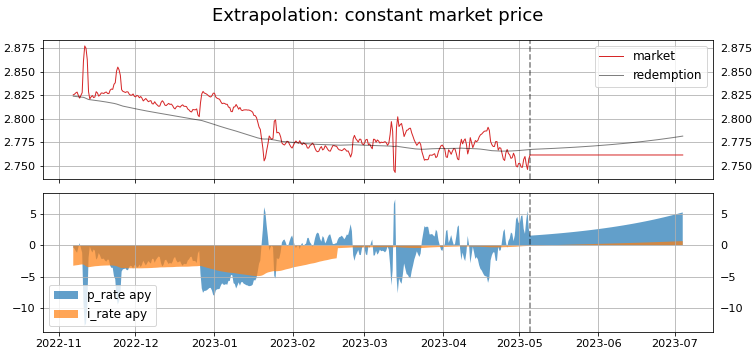 Extrapolation: constant market price
2.875 2.875
2.850 2.850
2.825 2.825
2.800 2.800
2.775 2.775
2.750 2.750
market
redemption
5 5
0 0
−5 −5
−10 −10
p_rate apy
i_rate apy
2022-11 2022-12 2023-01 2023-02 2023-03 2023-04 2023-05 2023-06 2023-07